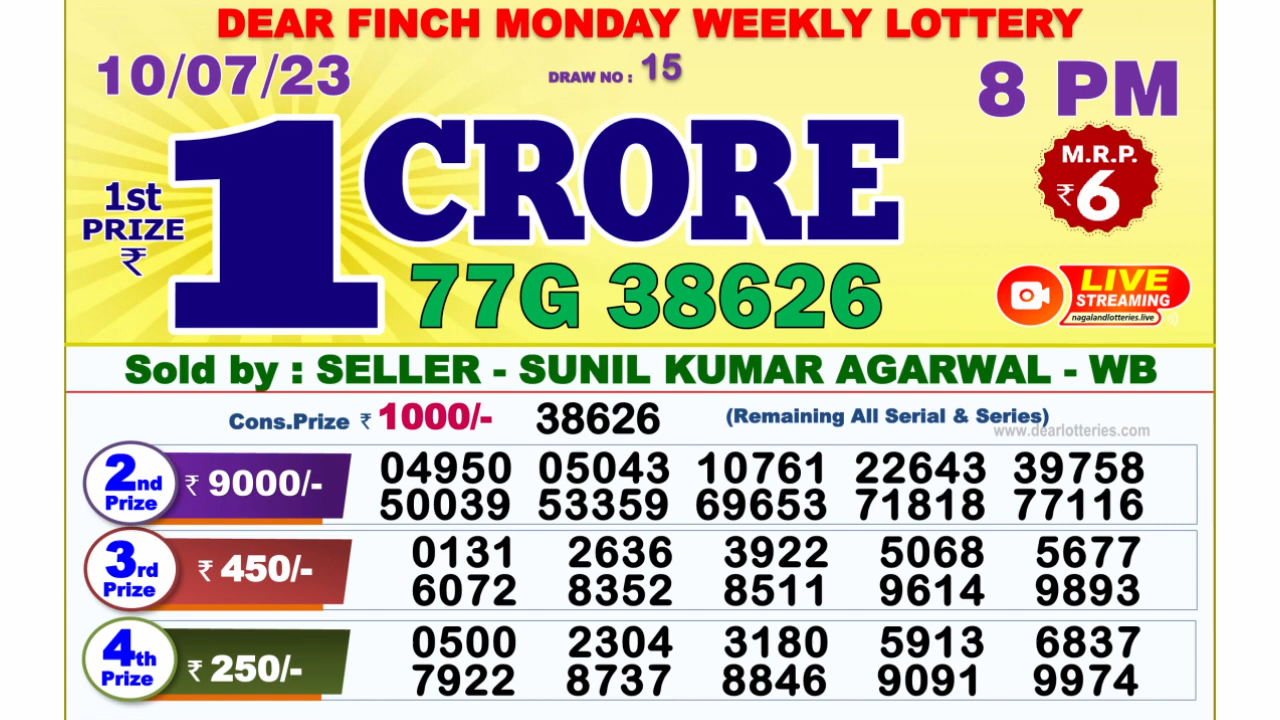 DEAR FINCH MONDAY WEEKLY LOTTERY
10/07/23
DRAW NO : 15
8 PM
1st
PRIZE
₹
1 CRORE
M.R.P.
₹ 6
77G 38626
LIVE
STREAMING
nagalandlotteries.live
Sold by : SELLER - SUNIL KUMAR AGARWAL - WB
Cons.Prize ₹ 1000/- 38626 (Remaining All Serial & Series)
www.dearlotteries.com
2nd Prize ₹ 9000/-
04950 05043 10761 22643 39758
50039 53359 69653 71818 77116
3rd Prize ₹ 450/-
0131 2636 3922 5068 5677
6072 8352 8511 9614 9893
4th Prize ₹ 250/-
0500 2304 3180 5913 6837
7922 8737 8846 9091 9974